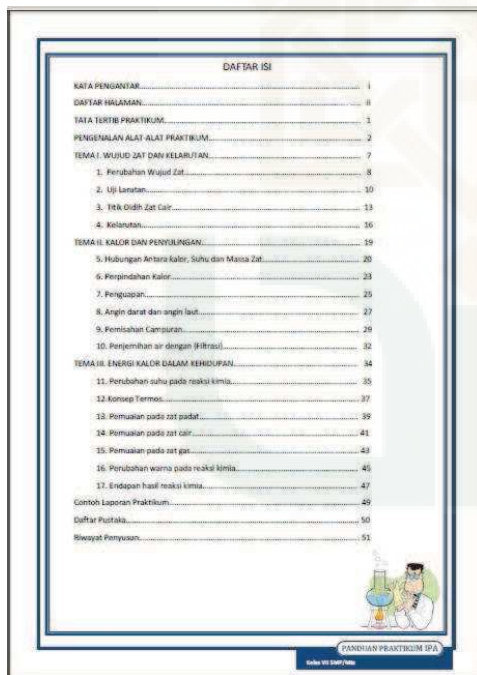 DAFTAR ISI
KATA PENGANTAR.................... i
DAFTAR HALAMAN.................... ii
TATA TERTIB PRAKTIKUM.................... 1
PENGENALAN ALAT-ALAT PRAKTIKUM.................... 2
TEMA I. WUJUD ZAT DAN KELARUTAN.................... 7
1. Perubahan Wujud Zat.................... 8
2. Uji Larutan.................... 10
3. Titik Didih Zat Cair.................... 13
4. Kelarutan.................... 16
TEMA II. KALOR DAN PENYULINGAN.................... 19
5. Hubungan Antara kalor, Suhu dan Massa Zat.................... 20
6. Perpindahan Kalor.................... 23
7. Penguapan.................... 25
8. Angin darat dan angin laut.................... 27
9. Pemisahan Campuran.................... 29
10. Penjernihan air dengan (Filtrasi).................... 32
TEMA III. ENERGI KALOR DALAM KEHIDUPAN.................... 34
11. Perubahan suhu pada reaksi kimia.................... 35
12.Konsep Termos.................... 37
13. Pemuaian pada zat padat.................... 39
14. Pemuaian pada zat cair.................... 41
15. Pemuaian pada zat gas.................... 43
16. Perubahan warna pada reaksi kimia.................... 45
17. Endapan hasil reaksi kimia.................... 47
Contoh Laporan Praktikum.................... 49
Daftar Pustaka.................... 50
Riwayat Penyusun.................... 51
PANDUAN PRAKTIKUM IPA
Kelas VII SMP/Mts